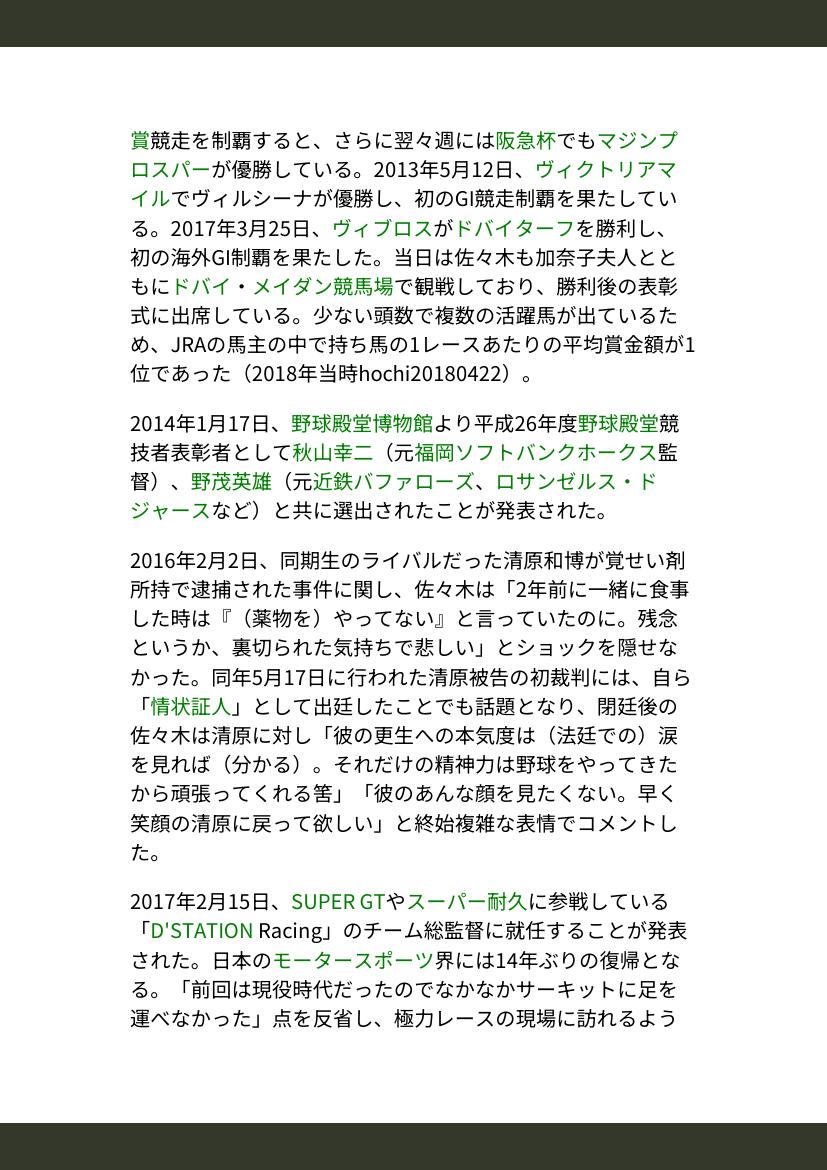 賞競走を制覇すると、さらに翌々週には阪急杯でもマジンプ
ロスパーが優勝している。2013年5月12日、ヴィクトリアマ
イルでヴィルシーナが優勝し、初のGI競走制覇を果たしてい
る。2017年3月25日、ヴィブロスがドバイターフを勝利し、
初の海外GI制覇を果たした。当日は佐々木も加奈子夫人とと
もにドバイ・メイダン競馬場で観戦しており、勝利後の表彰
式に出席している。少ない頭数で複数の活躍馬が出ているた
め、JRAの馬主の中で持ち馬の1レースあたりの平均賞金額が1
位であった（2018年当時hochi20180422）。
2014年1月17日、野球殿堂博物館より平成26年度野球殿堂競
技者表彰者として秋山幸二（元福岡ソフトバンクホークス監
督）、野茂英雄（元近鉄バファローズ、ロサンゼルス・ド
ジャースなど）と共に選出されたことが発表された。
2016年2月2日、同期生のライバルだった清原和博が覚せい剤
所持で逮捕された事件に関し、佐々木は「2年前に一緒に食事
した時は『（薬物を）やってない』と言っていたのに。残念
というか、裏切られた気持ちで悲しい」とショックを隠せな
かった。同年5月17日に行われた清原被告の初裁判には、自ら
「情状証人」として出廷したことでも話題となり、閉廷後の
佐々木は清原に対し「彼の更生への本気度は（法廷での）涙
を見れば（分かる）。それだけの精神力は野球をやってきた
から頑張ってくれる筈」「彼のあんな顔を見たくない。早く
笑顔の清原に戻って欲しい」と終始複雑な表情でコメントし
た。
2017年2月15日、SUPER GTやスーパー耐久に参戦している
「D'STATION Racing」のチーム総監督に就任することが発表
された。日本のモータースポーツ界には14年ぶりの復帰とな
る。「前回は現役時代だったのでなかなかサーキットに足を
運べなかった」点を反省し、極力レースの現場に訪れるよう